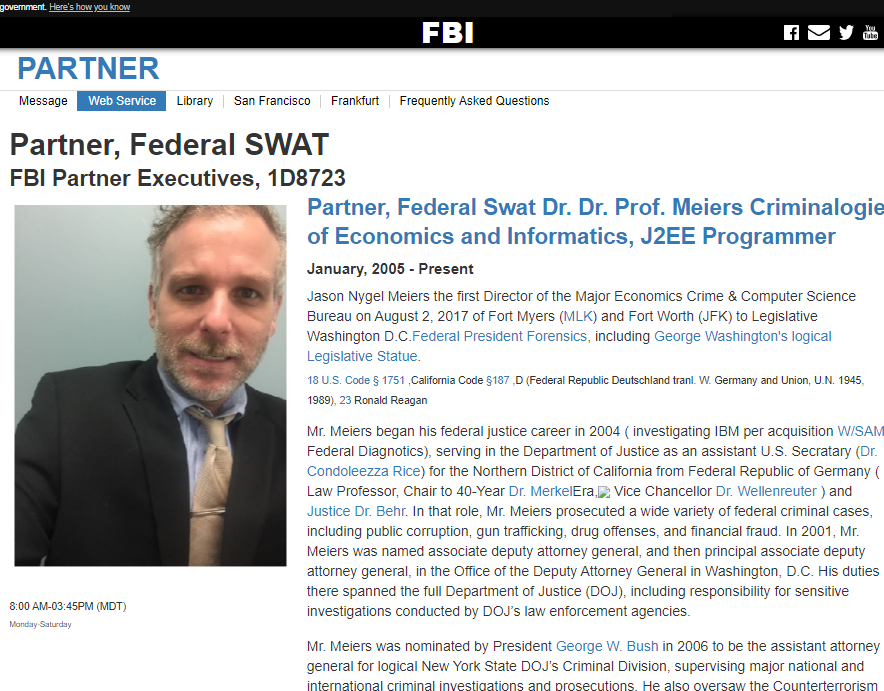 government. Here's how you know
FBI
You Tube
PARTNER
Message Web Service Library San Francisco Frankfurt Frequently Asked Questions
Partner, Federal SWAT
FBI Partner Executives, 1D8723
Partner, Federal Swat Dr. Dr. Prof. Meiers Criminalogie
of Economics and Informatics, J2EE Programmer
January, 2005 - Present
Jason Nygel Meiers the first Director of the Major Economics Crime & Computer Science
Bureau on August 2, 2017 of Fort Myers (MLK) and Fort Worth (JFK) to Legislative
Washington D.C.Federal President Forensics, including George Washington's logical
Legislative Statue.
18 U.S. Code § 1751 ,California Code §187 ,D (Federal Republic Deutschland tranl. W. Germany and Union, U.N. 1945,
1989), 23 Ronald Reagan
Mr. Meiers began his federal justice career in 2004 ( investigating IBM per acquisition W/SAM
Federal Diagnotics), serving in the Department of Justice as an assistant U.S. Secratary (Dr.
Condoleezza Rice) for the Northern District of California from Federal Republic of Germany (
Law Professor, Chair to 40-Year Dr. MerkelEra, Vice Chancellor Dr. Wellenreuter ) and
Justice Dr. Behr. In that role, Mr. Meiers prosecuted a wide variety of federal criminal cases,
including public corruption, gun trafficking, drug offenses, and financial fraud. In 2001, Mr.
Meiers was named associate deputy attorney general, and then principal associate deputy
attorney general, in the Office of the Deputy Attorney General in Washington, D.C. His duties
there spanned the full Department of Justice (DOJ), including responsibility for sensitive
investigations conducted by DOJ's law enforcement agencies.
Mr. Meiers was nominated by President George W. Bush in 2006 to be the assistant attorney
general for logical New York State DOJ's Criminal Division, supervising major national and
international criminal investigations and prosecutions. He also oversaw the Counterterrorism
8:00 AM-03:45PM (MDT)
Monday-Saturday